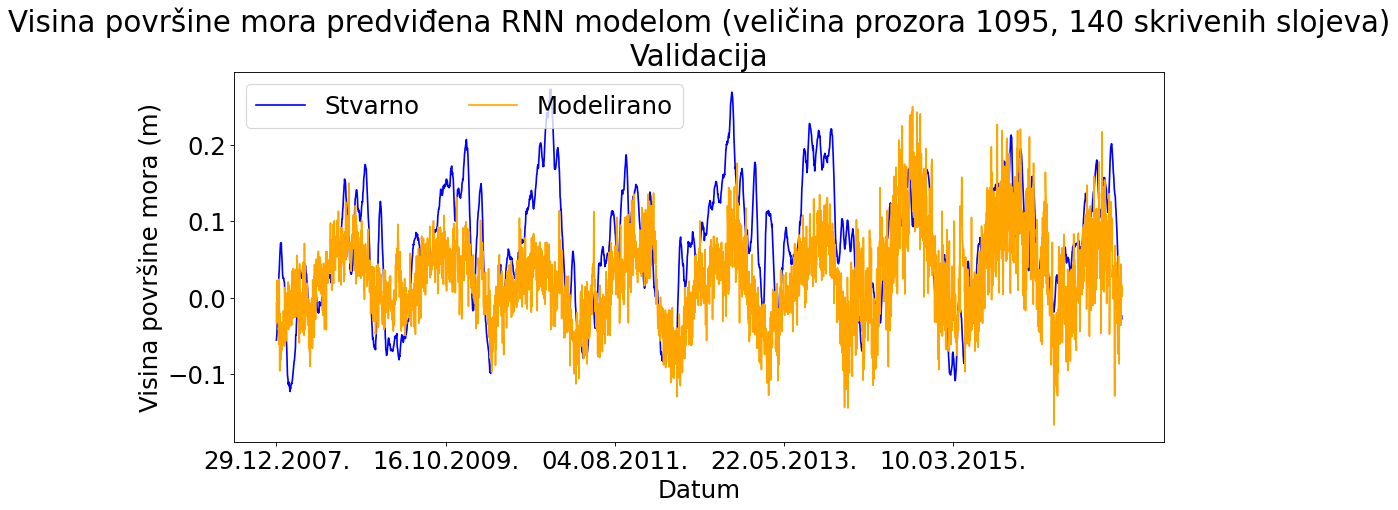 Visina površine mora predviđena RNN modelom (veličina prozora 1095, 140 skrivenih slojeva)
Validacija
Stvarno
Modelirano
Visina površine mora (m)
0.2
0.1
0.0
−0.1
29.12.2007.
16.10.2009.
04.08.2011.
22.05.2013.
10.03.2015.
Datum